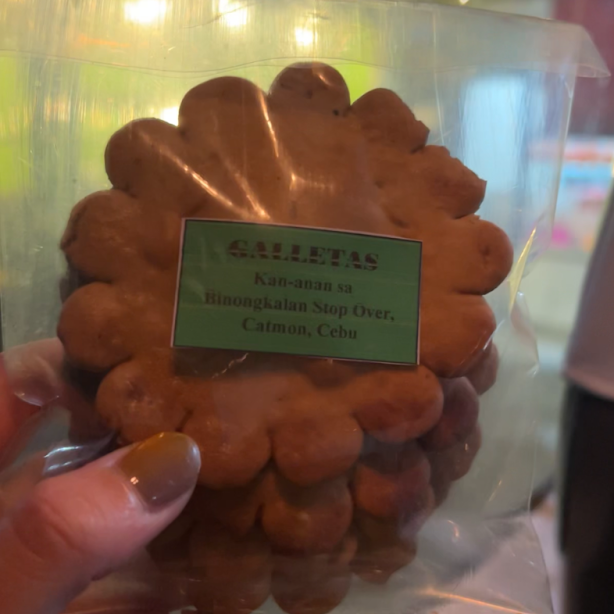 GALLETAS
Kan-anan sa
Binongkalan Stop Over,
Catmon, Cebu